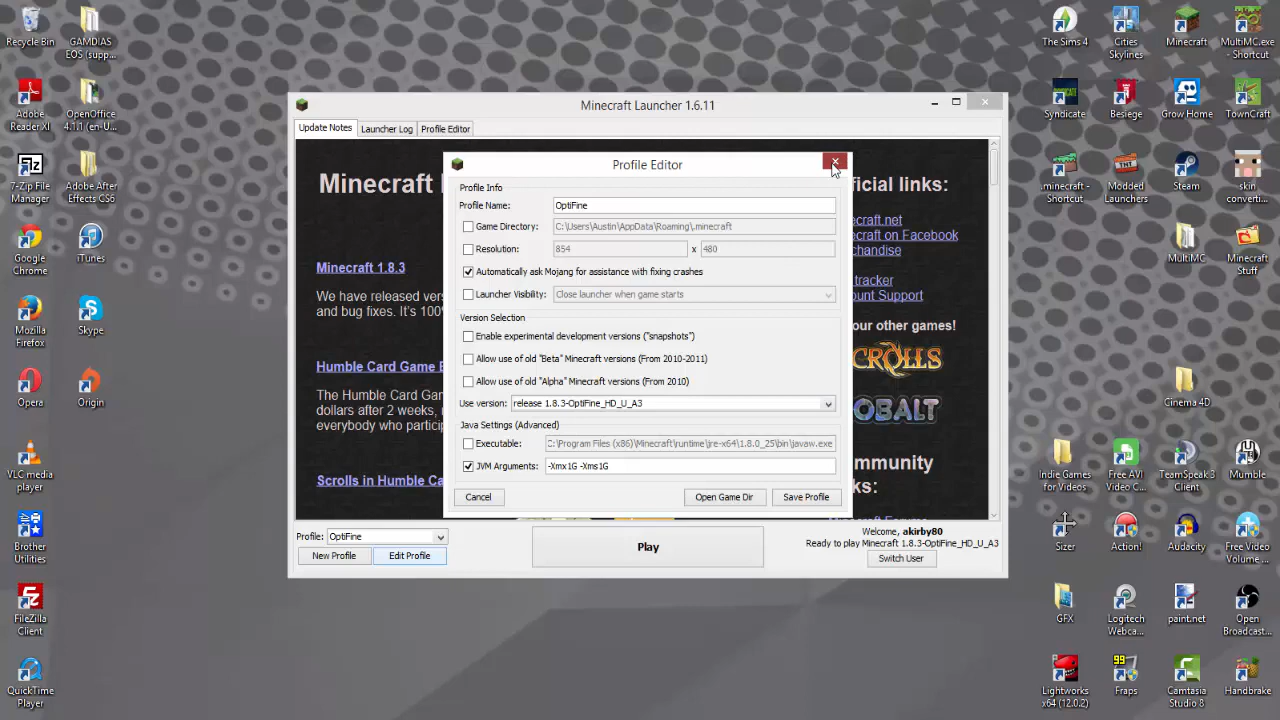 Recycle Bin
GAMDIAS
EOS (supp...
Adobe
Reader XI
OpenOffice
4.1.1 (en-U...
7-Zip File
Manager
Adobe After
Effects CS6
Google
Chrome
iTunes
Mozilla
Firefox
Skype
Opera
Origin
VLC media
player
Brother
Utilities
FileZilla
Client
QuickTime
Player
Minecraft Launcher 1.6.11
Update Notes
Launcher Log
Profile Editor
Minecraft
Minecraft 1.8.3
We have released ver
and bug fixes. It's 100%
Humble Card Game B
The Humble Card Gam
dollars after 2 weeks,
everyone who particip
Scrolls in Humble Ca
ficial links:
ecraft.net
ecraft on Facebook
chandise
tracker
ount Support
our other games!
SCROLLS
COBALT
mmunity
ks:
Profile Editor
Profile Info
Profile Name:
OptiFine
Game Directory:
C:\Users\Austin\AppData\Roaming\.minecraft
Resolution:
854
x
480
Automatically ask Mojang for assistance with fixing crashes
Launcher Visibility:
Close launcher when game starts
Version Selection
Enable experimental development versions ("snapshots")
Allow use of old "Beta" Minecraft versions (From 2010-2011)
Allow use of old "Alpha" Minecraft versions (From 2010)
Use version:
release 1.8.3-OptiFine_HD_U_A3
Java Settings (Advanced)
Executable:
C:\Program Files (x86)\Minecraft\runtime\jre-x64\1.8.0_25\bin\javaw.exe
JVM Arguments:
-Xmx1G -Xms1G
Cancel
Open Game Dir
Save Profile
Profile:
OptiFine
New Profile
Edit Profile
Play
Welcome, akirby80
Ready to play Minecraft 1.8.3-OptiFine_HD_U_A3
Switch User
The Sims 4
Cities
Skylines
Minecraft
MultiMC.exe
- Shortcut
SYNDICATE
Syndicate
Besiege
Grow Home
TownCraft
.minecraft -
Shortcut
TNT
Modded
Launchers
Steam
skin
converti...
MultiMC
Minecraft
Stuff
Cinema 4D
Indie Games
for Videos
Free AVI
Video C...
TeamSpeak 3
Client
Mumble
Sizer
Action!
Audacity
Free Video
Volume ...
GFX
Logitech
Webca...
paint.net
Open
Broadcast...
Lightworks
x64 (12.0.2)
99
Fraps
Camtasia
Studio 8
Handbrake